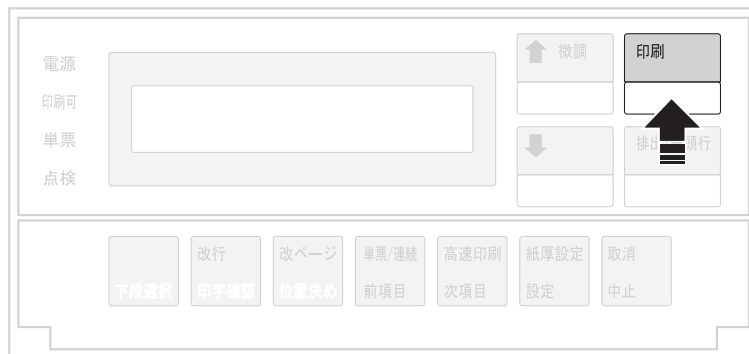 電源
印刷可
単票
点検
微調
印刷
排出 頭行
改行
改ページ
単票/連続
高速印刷
紙厚設定
取消
下段選択
印字確認
位置決め
前項目
次項目
設定
中止